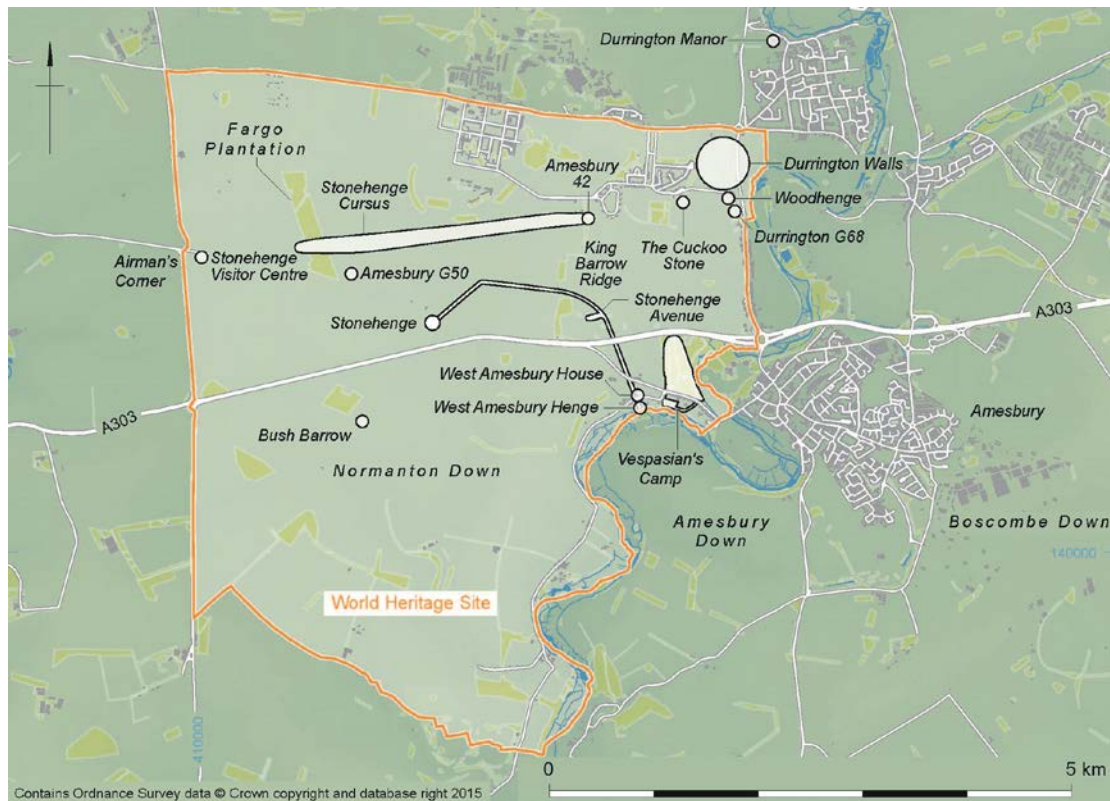 Durrington Manor
Fargo
Plantation
Stonehenge
Cursus
Amesbury
42
Durrington Walls
Woodhenge
Durrington G68
Airman's
Corner
Stonehenge
Visitor Centre
Amesbury G50
King
Barrow
Ridge
The Cuckoo
Stone
Stonehenge
Avenue
Stonehenge
A303
West Amesbury House
West Amesbury Henge
A303
Bush Barrow
Amesbury
Normanton Down
Vespasian's
Camp
Amesbury
Down
Boscombe Down
140000
World Heritage Site
410000
0
5 km
Contains Ordnance Survey data © Crown copyright and database right 2015